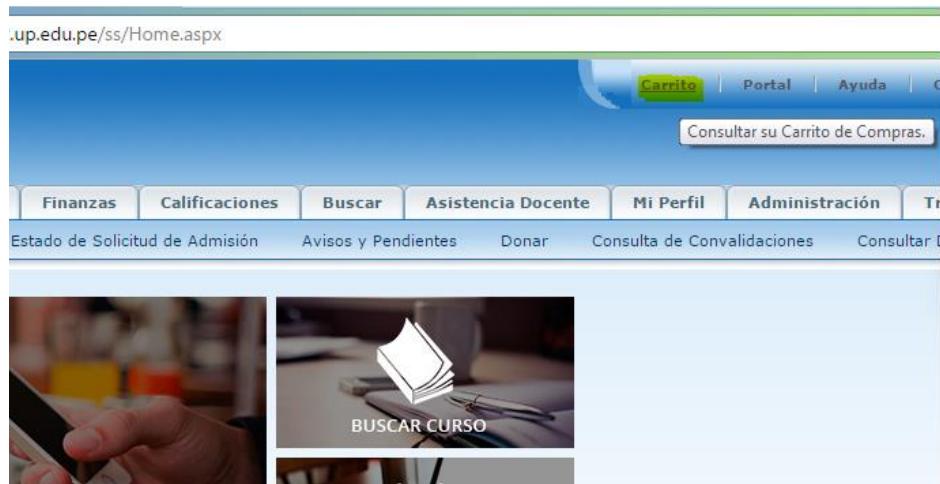 .up.edu.pe/ss/Home.aspx
Carrito Portal Ayuda
Consultar su Carrito de Compras.
Finanzas Calificaciones Buscar Asistencia Docente Mi Perfil Administración
Estado de Solicitud de Admisión Avisos y Pendientes Donar Consulta de Convalidaciones Consultar
BUSCAR CURSO